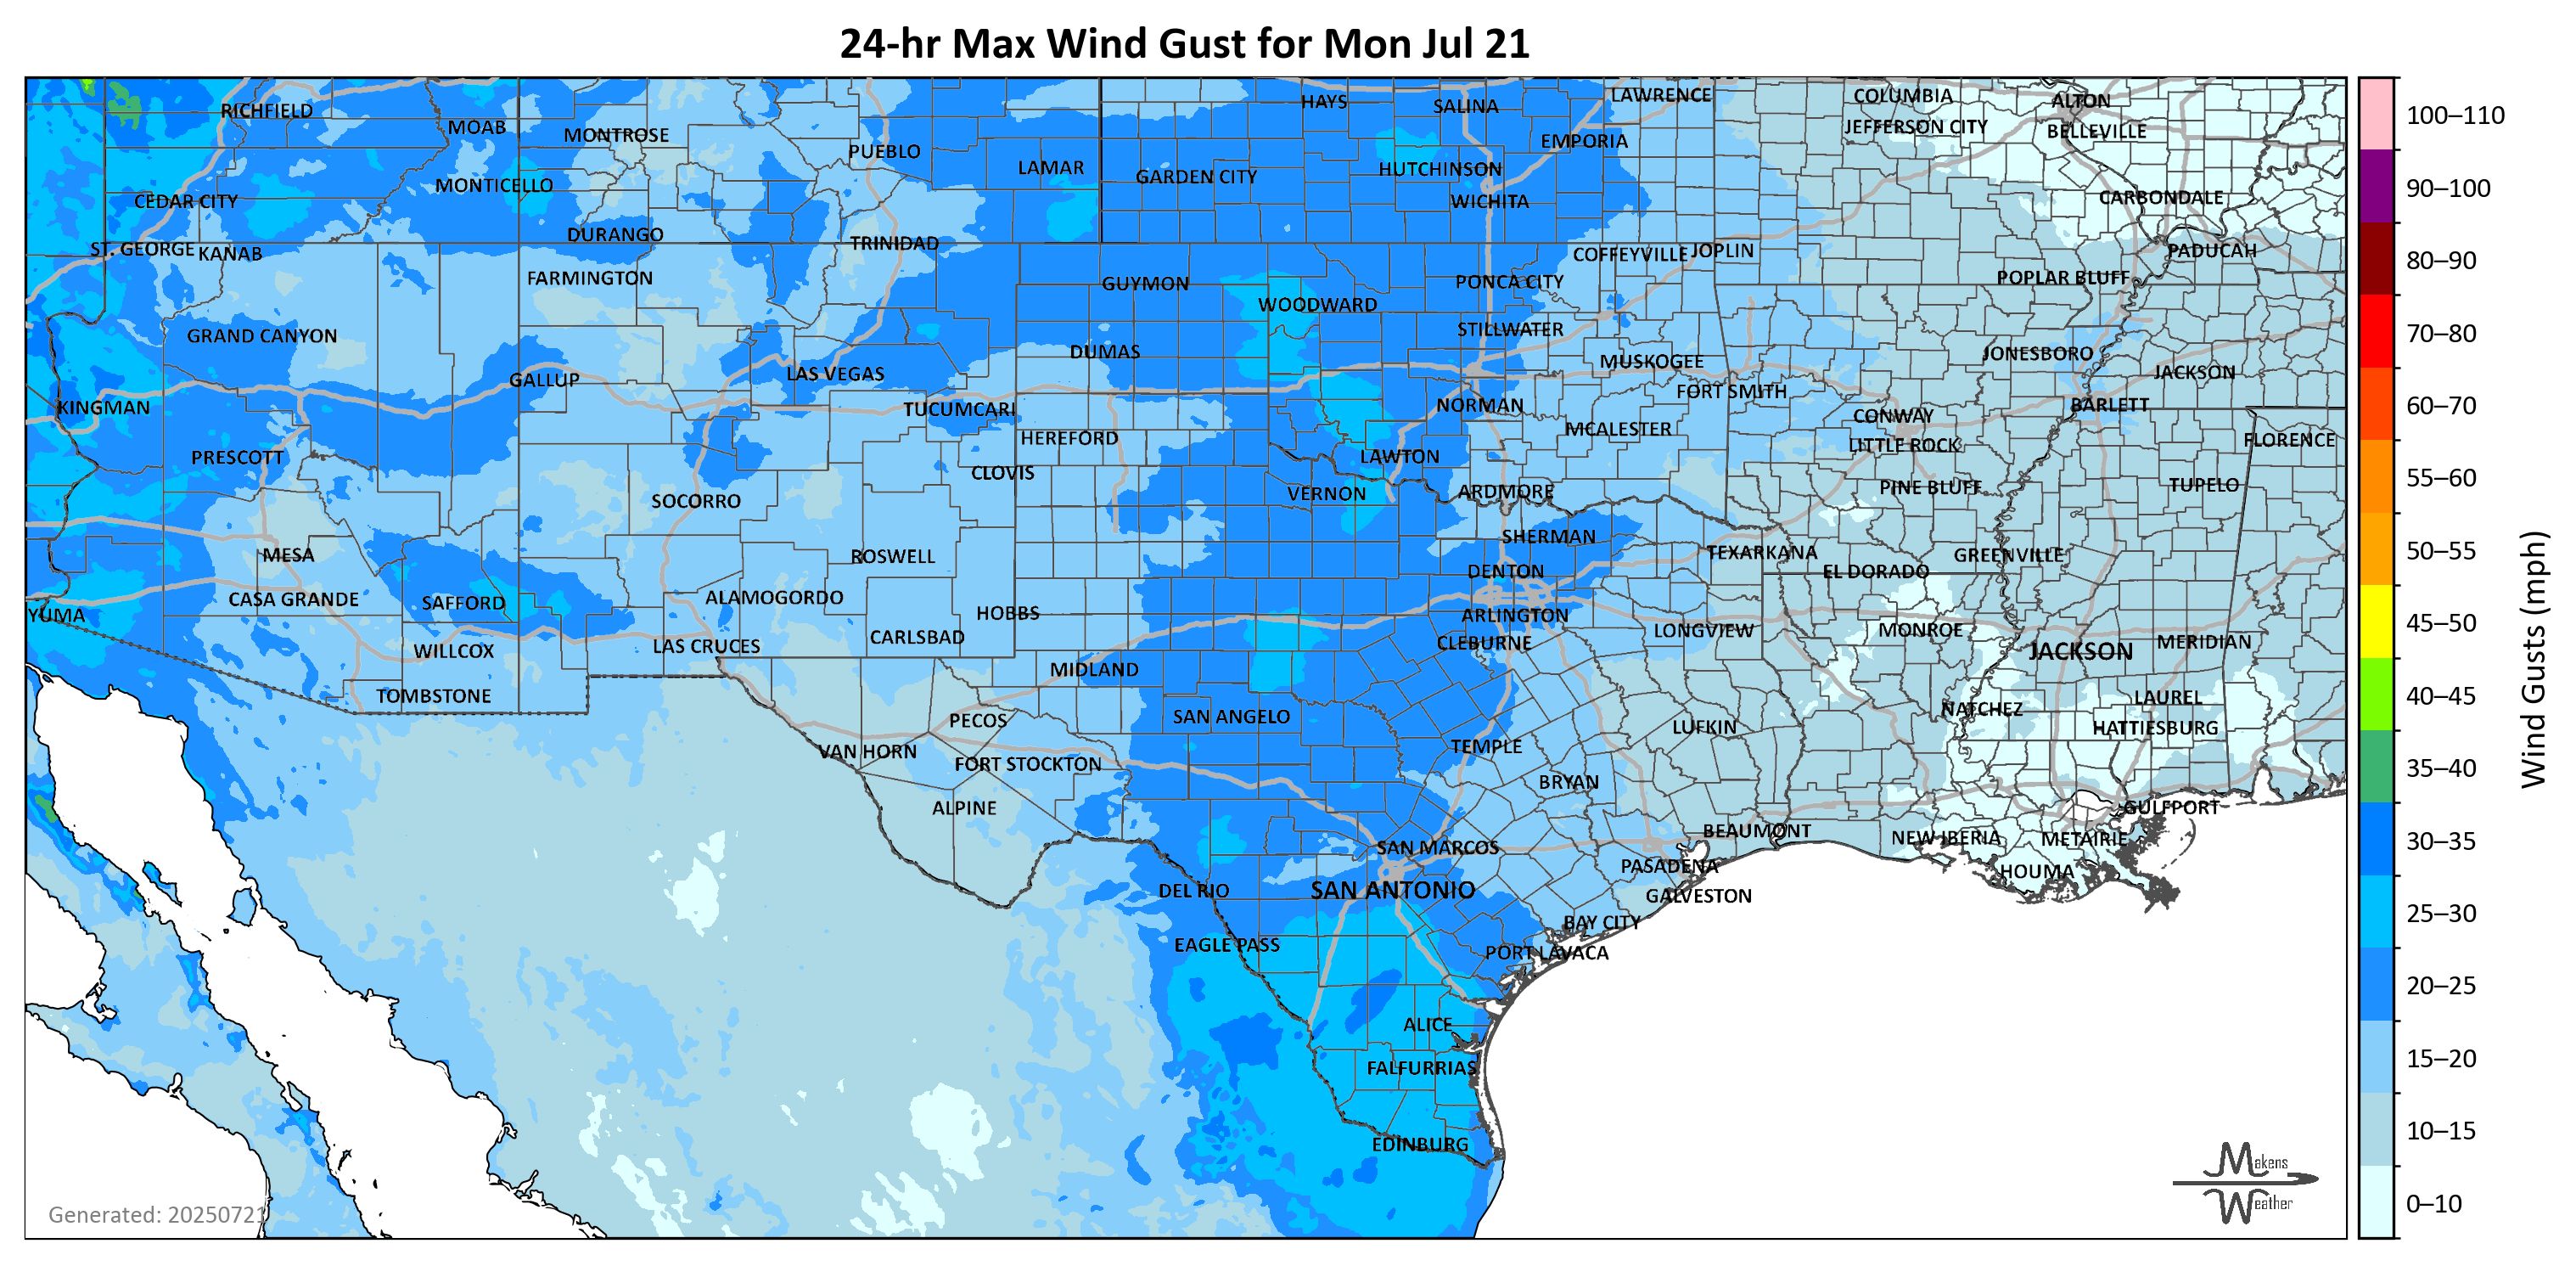 24-hr Max Wind Gust for Mon Jul 21
RICHFIELD
MOAB
MONTROSE
PUEBLO
LAMAR
HAYS
SALINA
LAWRENCE
COLUMBIA
ALTON
JEFFERSON CITY
BELLEVILLE
EMPORIA
GARDEN CITY
HUTCHINSON
WICHITA
MONTICELLO
CEDAR CITY
CARBONDALE
DURANGO
TRINIDAD
ST. GEORGE
KANAB
COFFEYVILLE
JOPLIN
PADUCAH
FARMINGTON
GUYMON
WOODWARD
PONCA CITY
POPLAR BLUFF
GRAND CANYON
STILLWATER
DUMAS
MUSKOGEE
JONESBORO
JACKSON
GALLUP
LAS VEGAS
FORT SMITH
KINGMAN
TUCUMCARI
NORMAN
CONWAY
BARLETT
HEREFORD
MCALESTER
LITTLE ROCK
FLORENCE
PRESCOTT
CLOVIS
LAWTON
SOCORRO
VERNON
ARDMORE
PINE BLUFF
TUPELO
MESA
ROSWELL
SHERMAN
TEXARKANA
GREENVILLE
DENTON
EL DORADO
CASA GRANDE
SAFFORD
ALAMOGORDO
HOBBS
ARLINGTON
YUMA
CARLSBAD
CLEBURNE
LONGVIEW
MONROE
MERIDIAN
WILLCOX
LAS CRUCES
JACKSON
MIDLAND
TOMBSTONE
PECOS
SAN ANGELO
NATCHEZ
LAUREL
LUFKIN
HATTIESBURG
VAN HORN
FORT STOCKTON
TEMPLE
BRYAN
ALPINE
GULFPORT
BEAUMONT
NEW IBERIA
METAIRIE
SAN MARCOS
PASADENA
HOUMA
DEL RIO
SAN ANTONIO
GALVESTON
BAY CITY
EAGLE PASS
PORT LAVACA
ALICE
FALFURRIAS
EDINBURG
Generated: 20250721
Makens
Weather
100–110
90–100
80–90
70–80
60–70
55–60
50–55
45–50
40–45
35–40
30–35
25–30
20–25
15–20
10–15
0–10
Wind Gusts (mph)